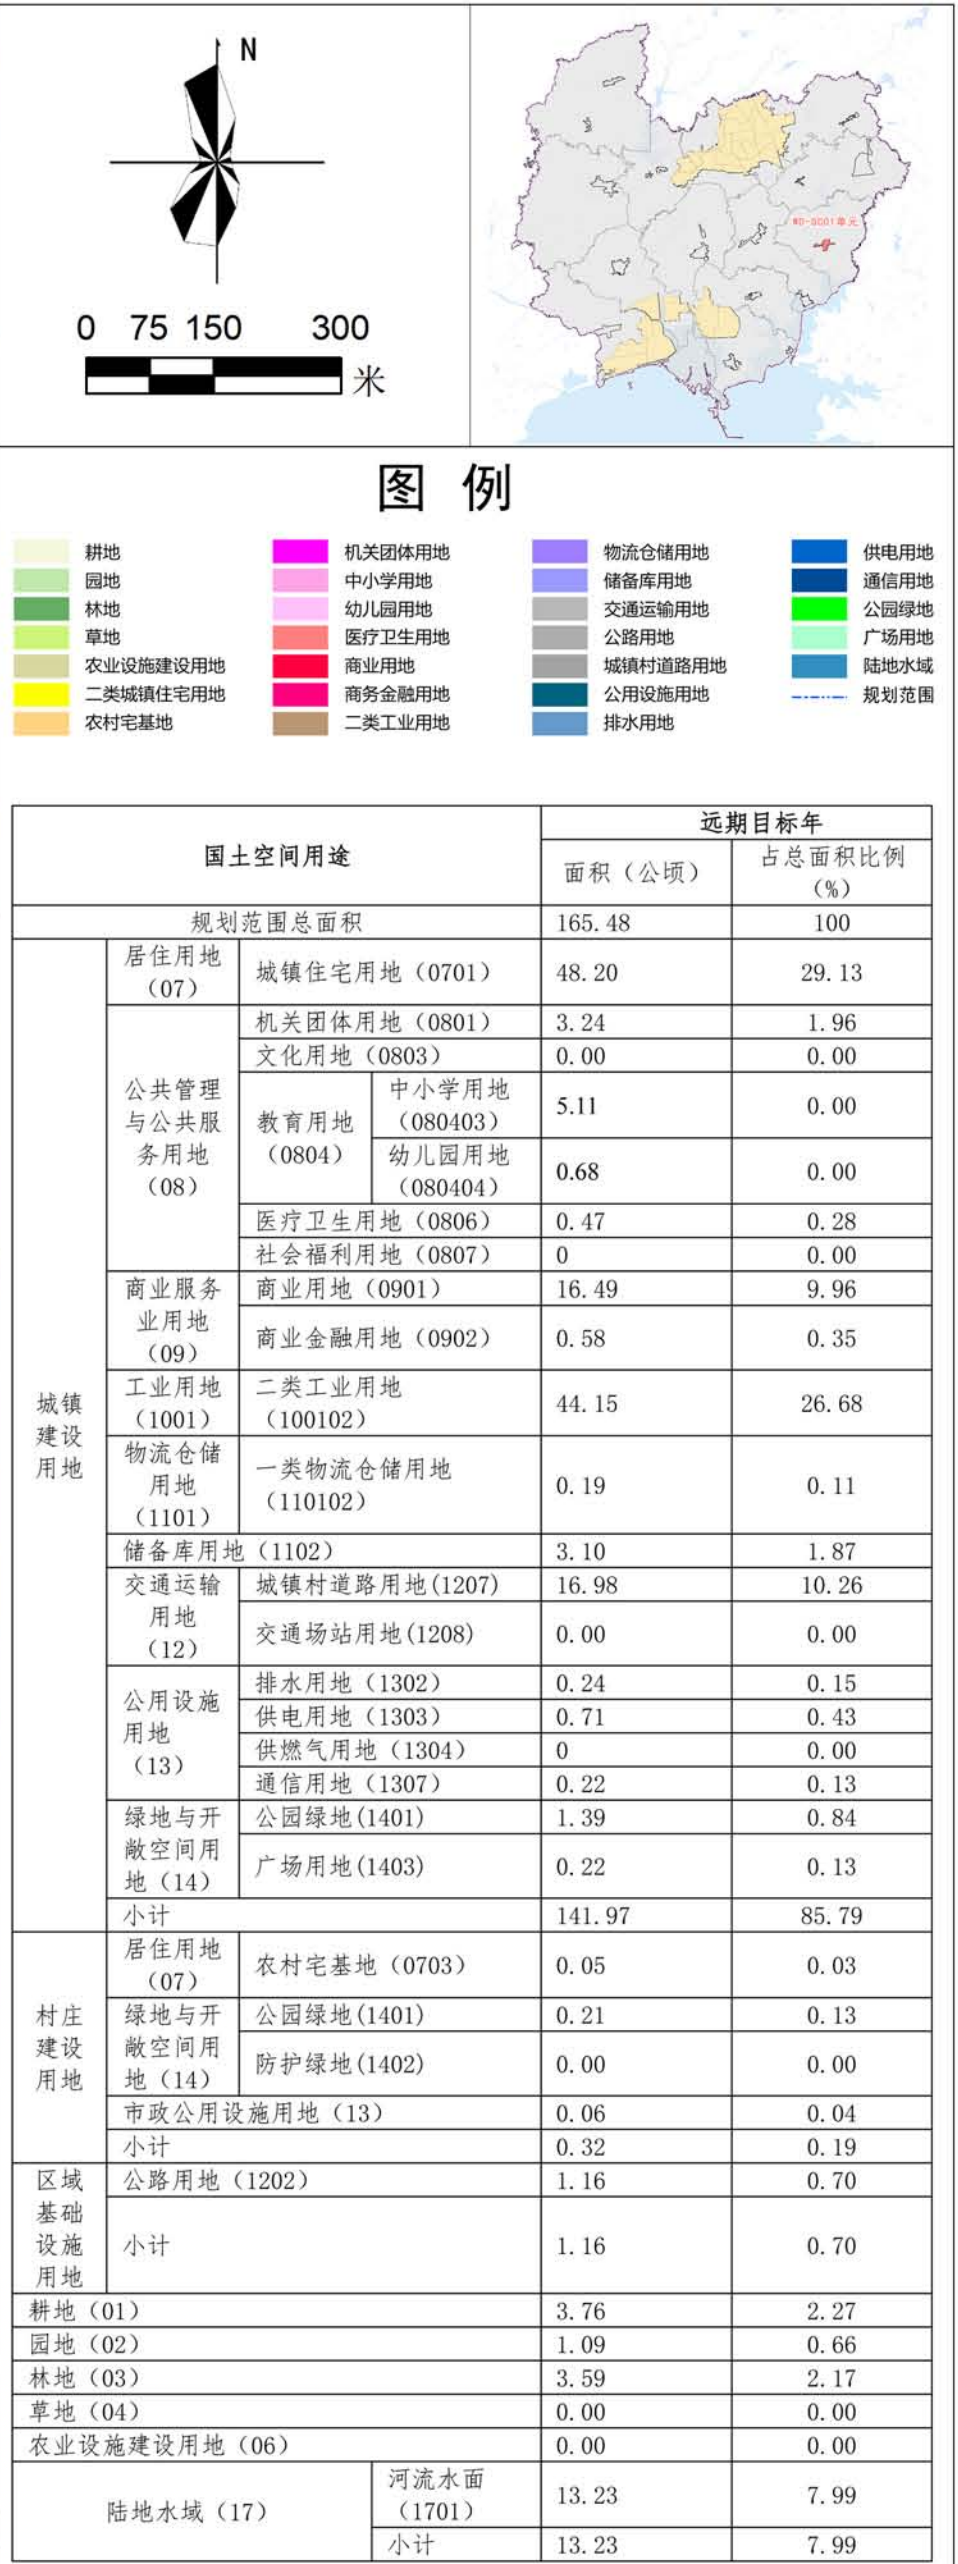 N
0 75 150 300
米
WD-SC01单元
图 例
耕地
园地
林地
草地
农业设施建设用地
二类城镇住宅用地
农村宅基地
机关团体用地
中小学用地
幼儿园用地
医疗卫生用地
商业用地
商务金融用地
二类工业用地
物流仓储用地
储备库用地
交通运输用地
公路用地
城镇村道路用地
公用设施用地
排水用地
供电用地
通信用地
公园绿地
广场用地
陆地水域
规划范围
国土空间用途
远期目标年
面积（公顷）
占总面积比例
（%）
规划范围总面积 165.48 100
城镇
建设
用地
居住用地
（07）
城镇住宅用地（0701） 48.20 29.13
公共管理
与公共服
务用地
（08）
机关团体用地（0801） 3.24 1.96
文化用地（0803） 0.00 0.00
教育用地
（0804）
中小学用地
（080403）
5.11 0.00
幼儿园用地
（080404）
0.68 0.00
医疗卫生用地（0806） 0.47 0.28
社会福利用地（0807） 0 0.00
商业服务
业用地
（09）
商业用地（0901） 16.49 9.96
商业金融用地（0902） 0.58 0.35
工业用地
（1001）
二类工业用地
（100102）
44.15 26.68
物流仓储
用地
（1101）
一类物流仓储用地
（110102）
0.19 0.11
储备库用地（1102） 3.10 1.87
交通运输
用地
（12）
城镇村道路用地(1207) 16.98 10.26
交通场站用地(1208) 0.00 0.00
公用设施
用地
（13）
排水用地（1302） 0.24 0.15
供电用地（1303） 0.71 0.43
供燃气用地（1304） 0 0.00
通信用地（1307） 0.22 0.13
绿地与开
敞空间用
地（14）
公园绿地(1401) 1.39 0.84
广场用地(1403) 0.22 0.13
小计 141.97 85.79
村庄
建设
用地
居住用地
（07）
农村宅基地（0703） 0.05 0.03
绿地与开
敞空间用
地（14）
公园绿地(1401) 0.21 0.13
防护绿地(1402) 0.00 0.00
市政公用设施用地（13） 0.06 0.04
小计 0.32 0.19
区域
基础
设施
用地
公路用地（1202） 1.16 0.70
小计 1.16 0.70
耕地（01） 3.76 2.27
园地（02） 1.09 0.66
林地（03） 3.59 2.17
草地（04） 0.00 0.00
农业设施建设用地（06） 0.00 0.00
陆地水域（17）
河流水面
（1701）
13.23 7.99
小计 13.23 7.99